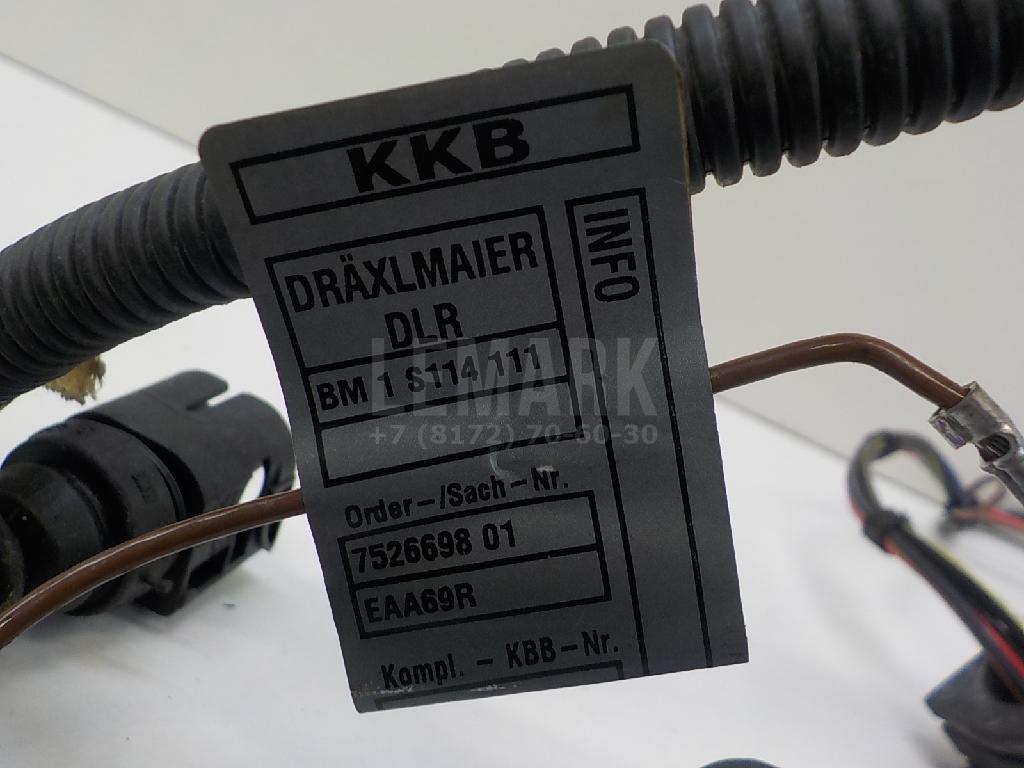 KKB
DRÄXLMAIER
DLR
BM 1 S114 111
INFO
LEMARK
+7 (8172) 70-60-30
Order-/Sach-Nr.
7526698 01
EAA69R
Kompl. - KBB-Nr.